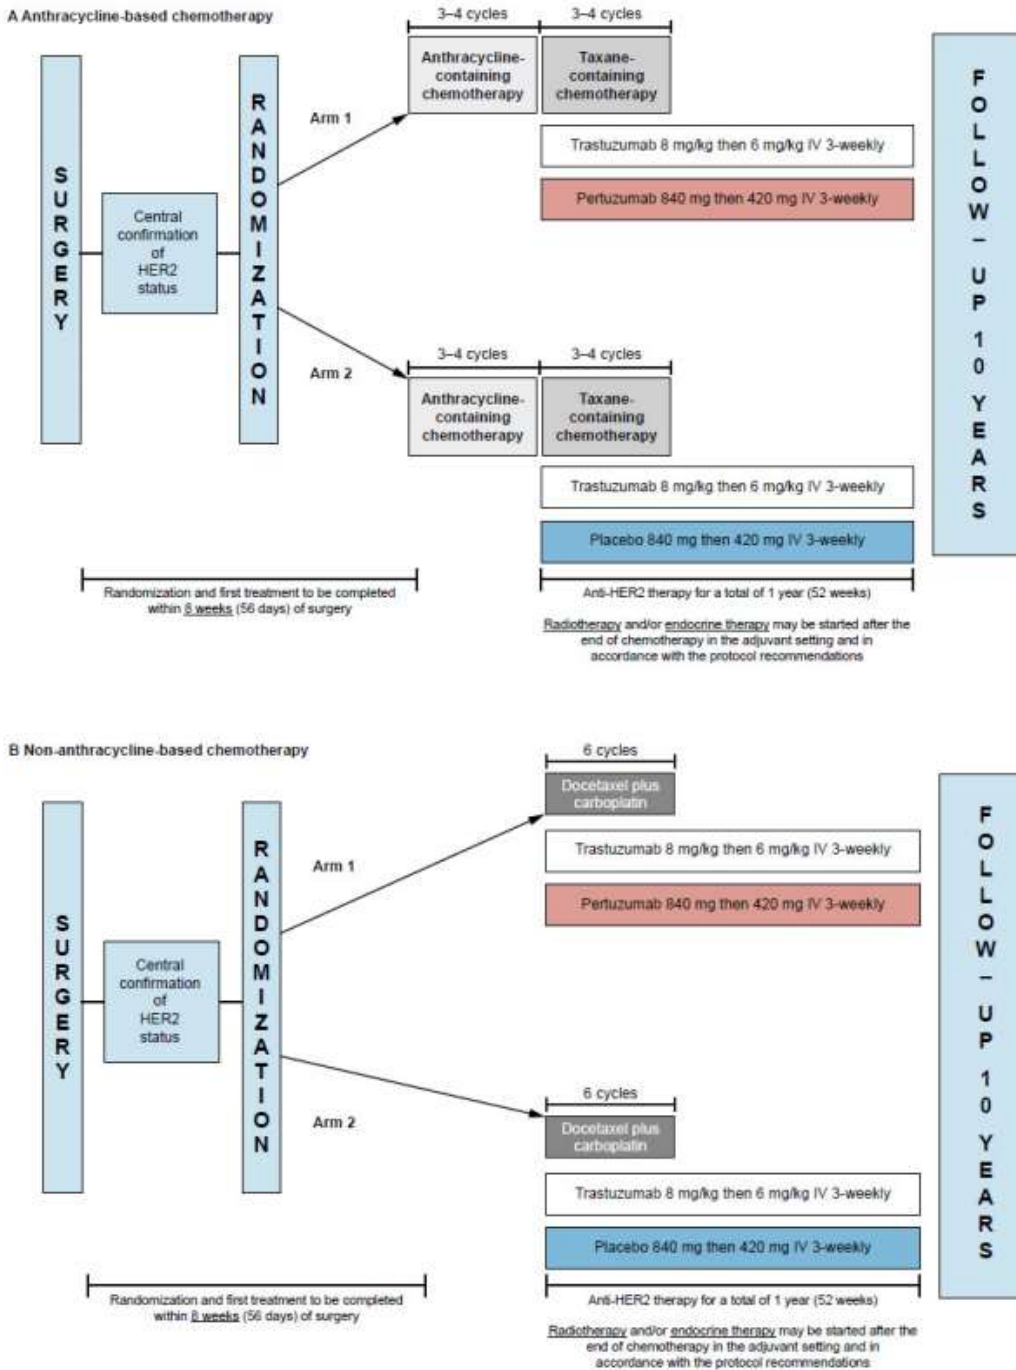 A Anthracycline-based chemotherapy
3–4 cycles
3–4 cycles
Anthracycline-
containing
chemotherapy
Taxane-
containing
chemotherapy
SURGERY
Central
confirmation
of
HER2
status
RANDOMIZATION
Arm 1
Trastuzumab 8 mg/kg then 6 mg/kg IV 3-weekly
Pertuzumab 840 mg then 420 mg IV 3-weekly
Arm 2
3–4 cycles
3–4 cycles
Anthracycline-
containing
chemotherapy
Taxane-
containing
chemotherapy
Trastuzumab 8 mg/kg then 6 mg/kg IV 3-weekly
Placebo 840 mg then 420 mg IV 3-weekly
FOLLOW–UP 10 YEARS
Randomization and first treatment to be completed
within 8 weeks (56 days) of surgery
Anti-HER2 therapy for a total of 1 year (52 weeks)
Radiotherapy and/or endocrine therapy may be started after the
end of chemotherapy in the adjuvant setting and in
accordance with the protocol recommendations
B Non-anthracycline-based chemotherapy
6 cycles
Docetaxel plus
carboplatin
SURGERY
Central
confirmation
of
HER2
status
RANDOMIZATION
Arm 1
Trastuzumab 8 mg/kg then 6 mg/kg IV 3-weekly
Pertuzumab 840 mg then 420 mg IV 3-weekly
Arm 2
6 cycles
Docetaxel plus
carboplatin
Trastuzumab 8 mg/kg then 6 mg/kg IV 3-weekly
Placebo 840 mg then 420 mg IV 3-weekly
FOLLOW–UP 10 YEARS
Randomization and first treatment to be completed
within 8 weeks (56 days) of surgery
Anti-HER2 therapy for a total of 1 year (52 weeks)
Radiotherapy and/or endocrine therapy may be started after the
end of chemotherapy in the adjuvant setting and in
accordance with the protocol recommendations